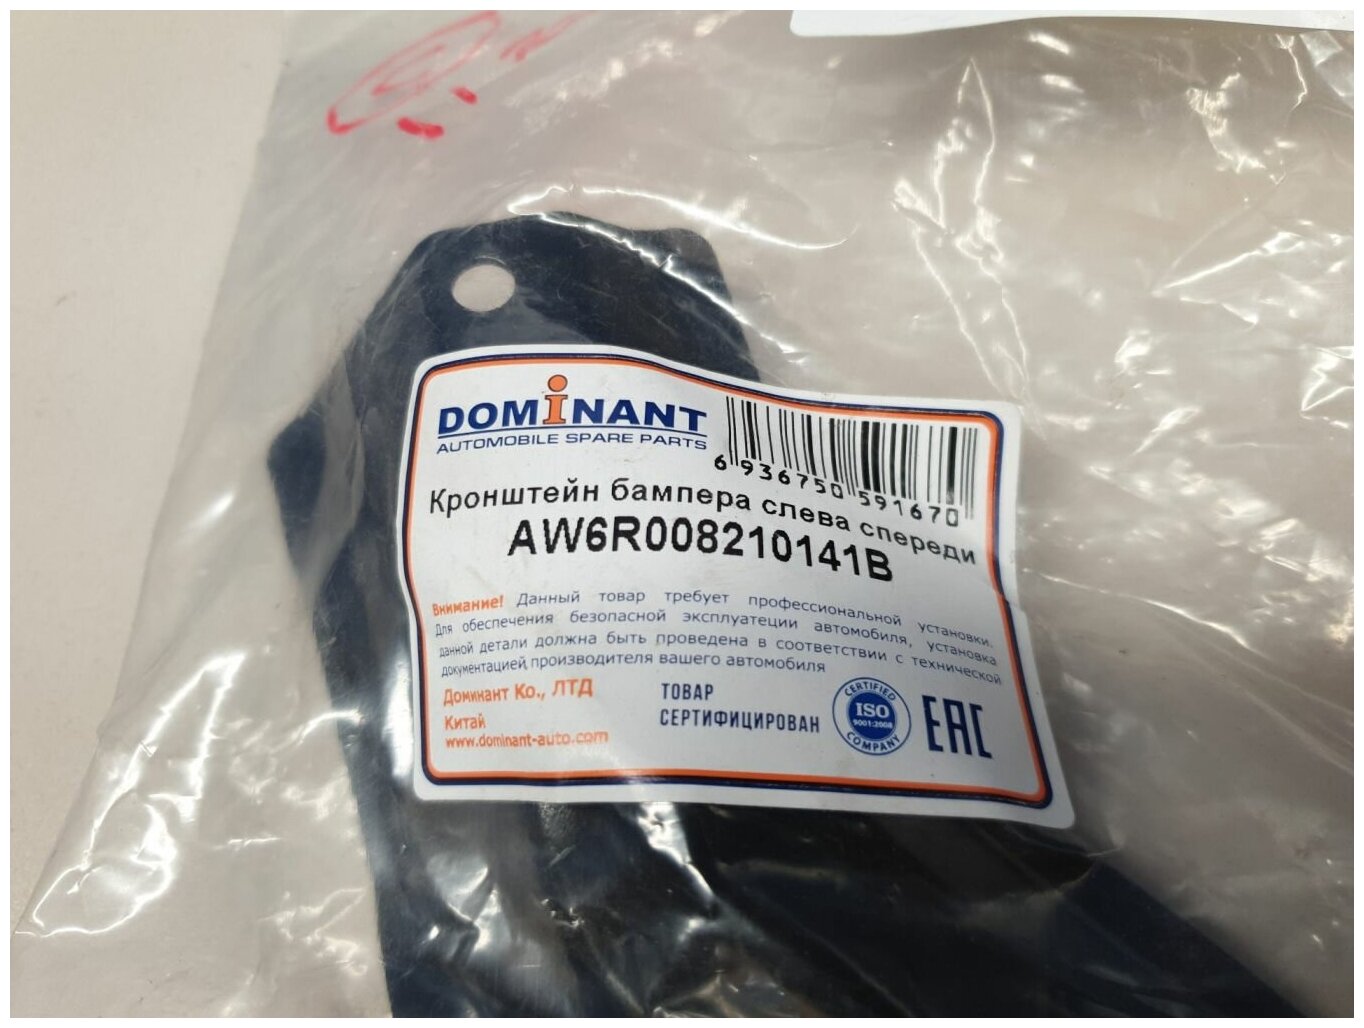 DOMiNANT
AUTOMOBILE SPARE PARTS
6 936750 591670
Кронштейн бампера слева спереди
AW6R008210141B
Внимание! Данный товар требует профессиональной установки.
Для обеспечения безопасной эксплуатеции автомобиля, установка
данной детали должна быть проведена в соответствии с технической
документацией производителя вашего автомобиля
Доминант Ко., ЛТД
Китай
www.dominant-auto.com
ТОВАР
СЕРТИФИЦИРОВАН
CERTIFIED
ISO
9001:2008
COMPANY
EAC